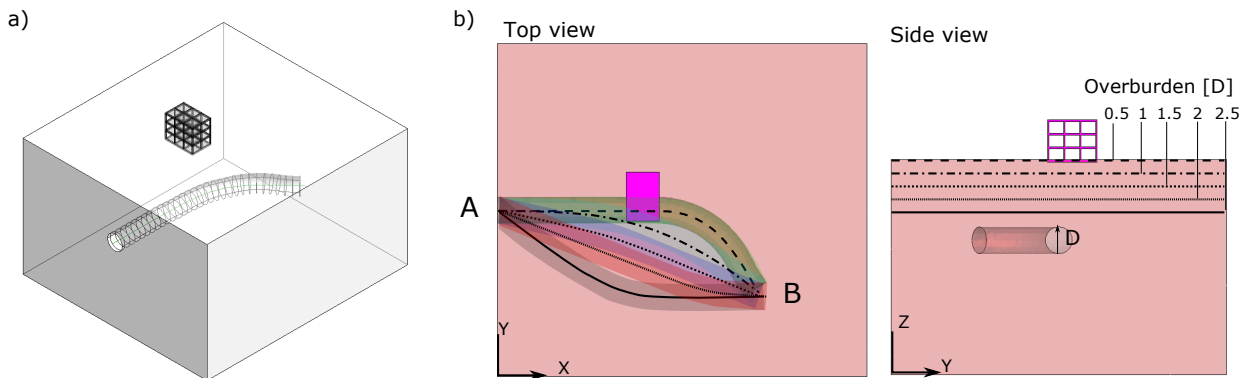 a)
b)
Top view
A
B
Y
X
Side view
Overburden [D]
0.5 1 1.5 2 2.5
D
Z
Y